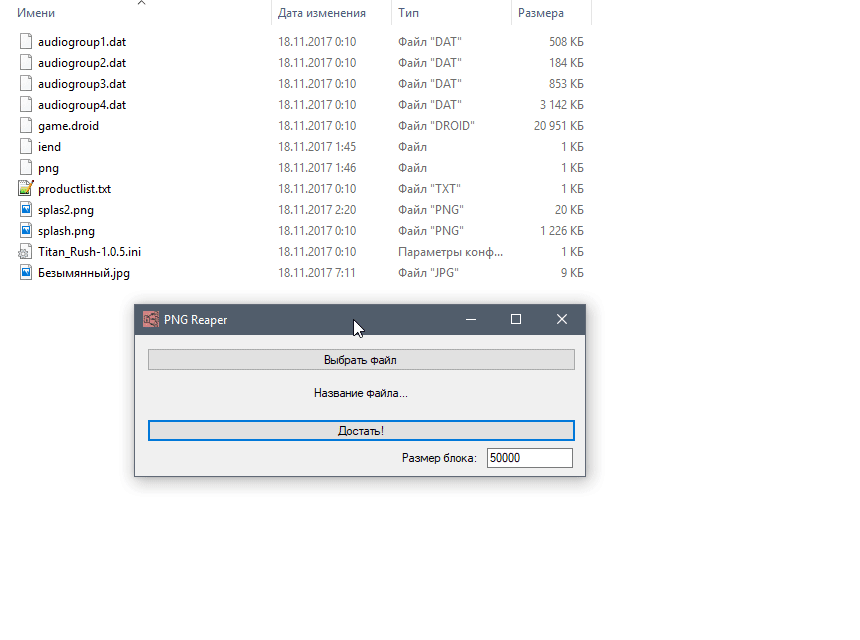 Имени Дата изменения Тип Размера
audiogroup1.dat 18.11.2017 0:10 Файл "DAT" 508 КБ
audiogroup2.dat 18.11.2017 0:10 Файл "DAT" 184 КБ
audiogroup3.dat 18.11.2017 0:10 Файл "DAT" 853 КБ
audiogroup4.dat 18.11.2017 0:10 Файл "DAT" 3 142 КБ
game.droid 18.11.2017 0:10 Файл "DROID" 20 951 КБ
iend 18.11.2017 1:45 Файл 1 КБ
png 18.11.2017 1:46 Файл 1 КБ
productlist.txt 18.11.2017 0:10 Файл "TXT" 1 КБ
splas2.png 18.11.2017 2:20 Файл "PNG" 20 КБ
splash.png 18.11.2017 0:10 Файл "PNG" 1 226 КБ
Titan_Rush-1.0.5.ini 18.11.2017 0:10 Параметры конф... 1 КБ
Безымянный.jpg 18.11.2017 7:11 Файл "JPG" 9 КБ
PNG Reaper
Выбрать файл
Название файла...
Достать!
Размер блока: 50000